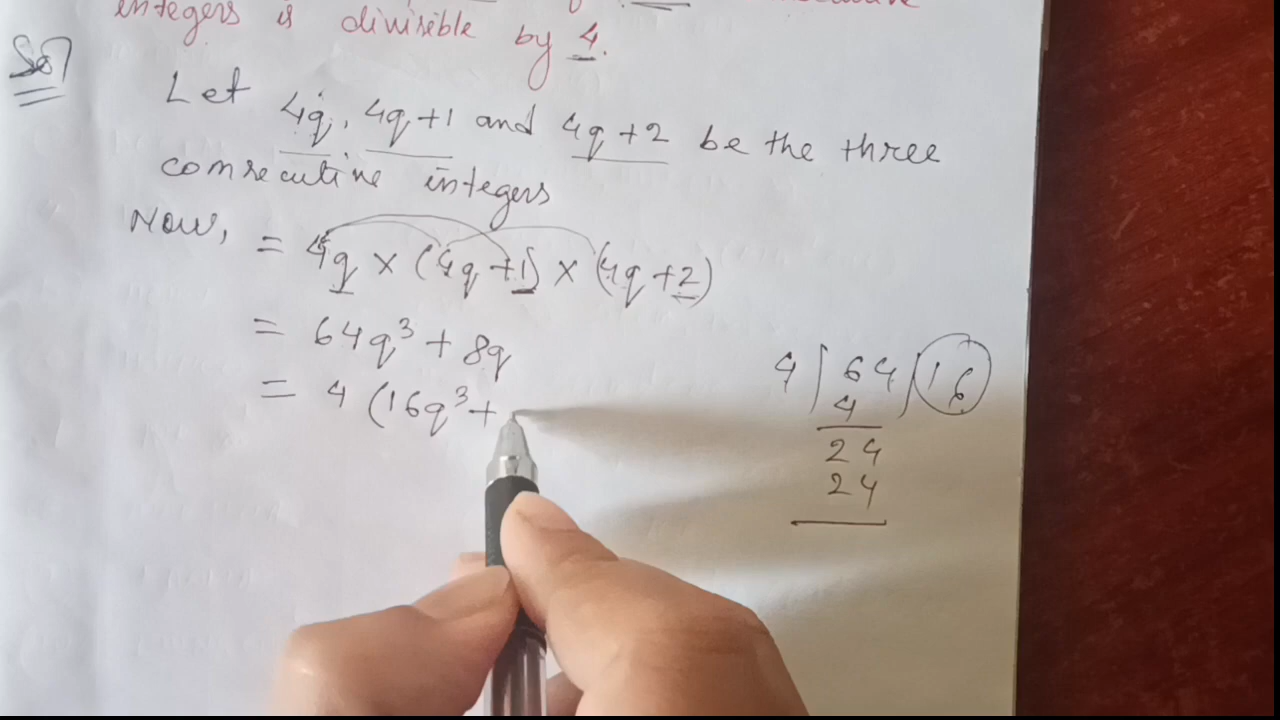 integers is divisible by 4.
Sol
Let 4q, 4q+1 and 4q+2 be the three
consecutive integers
Now, = 4q × (4q+1) × (4q+2)
= 64q³ + 8q
= 4 (16q³+
4 ) 64 ( 16
4
24
24